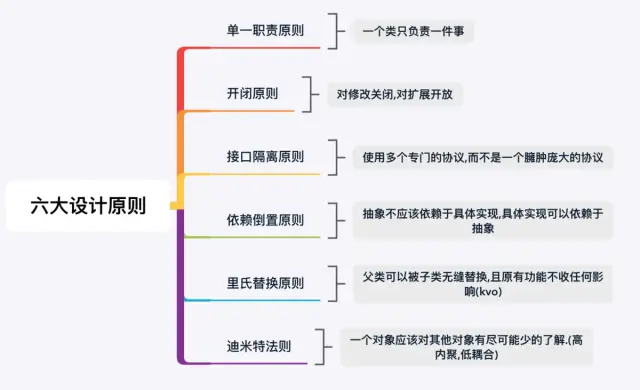 六大设计原则
单一职责原则
一个类只负责一件事
开闭原则
对修改关闭,对扩展开放
接口隔离原则
使用多个专门的协议,而不是一个臃肿庞大的协议
依赖倒置原则
抽象不应该依赖于具体实现,具体实现可以依赖于
抽象
里氏替换原则
父类可以被子类无缝替换,且原有功能不收任何影
响(kvo)
迪米特法则
一个对象应该对其他对象有尽可能少的了解.(高
内聚,低耦合)